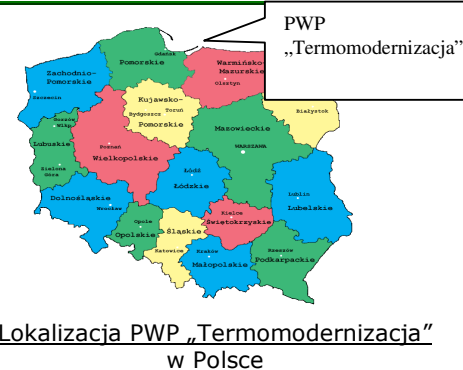 PWP
„Termomodernizacja”
Gdańsk
Pomorskie
Warmińsko-
Mazurskie
Olsztyn
Zachodnio-
Pomorskie
Szczecin
Kujawsko-
Toruń
Bydgoszcz
Pomorskie
Białystok
Gorzów
Wlkp.
Mazowieckie
WARSZAWA
Lubuskie
Poznań
Wielkopolskie
Zielona
Góra
Łódź
Łódzkie
Dolnośląskie
Wrocław
Lublin
Lubelskie
Opole
Opolskie
Śląskie
Katowice
Kielce
Świętokrzyskie
Kraków
Małopolskie
Rzeszów
Podkarpackie
Lokalizacja PWP „Termomodernizacja”
w Polsce